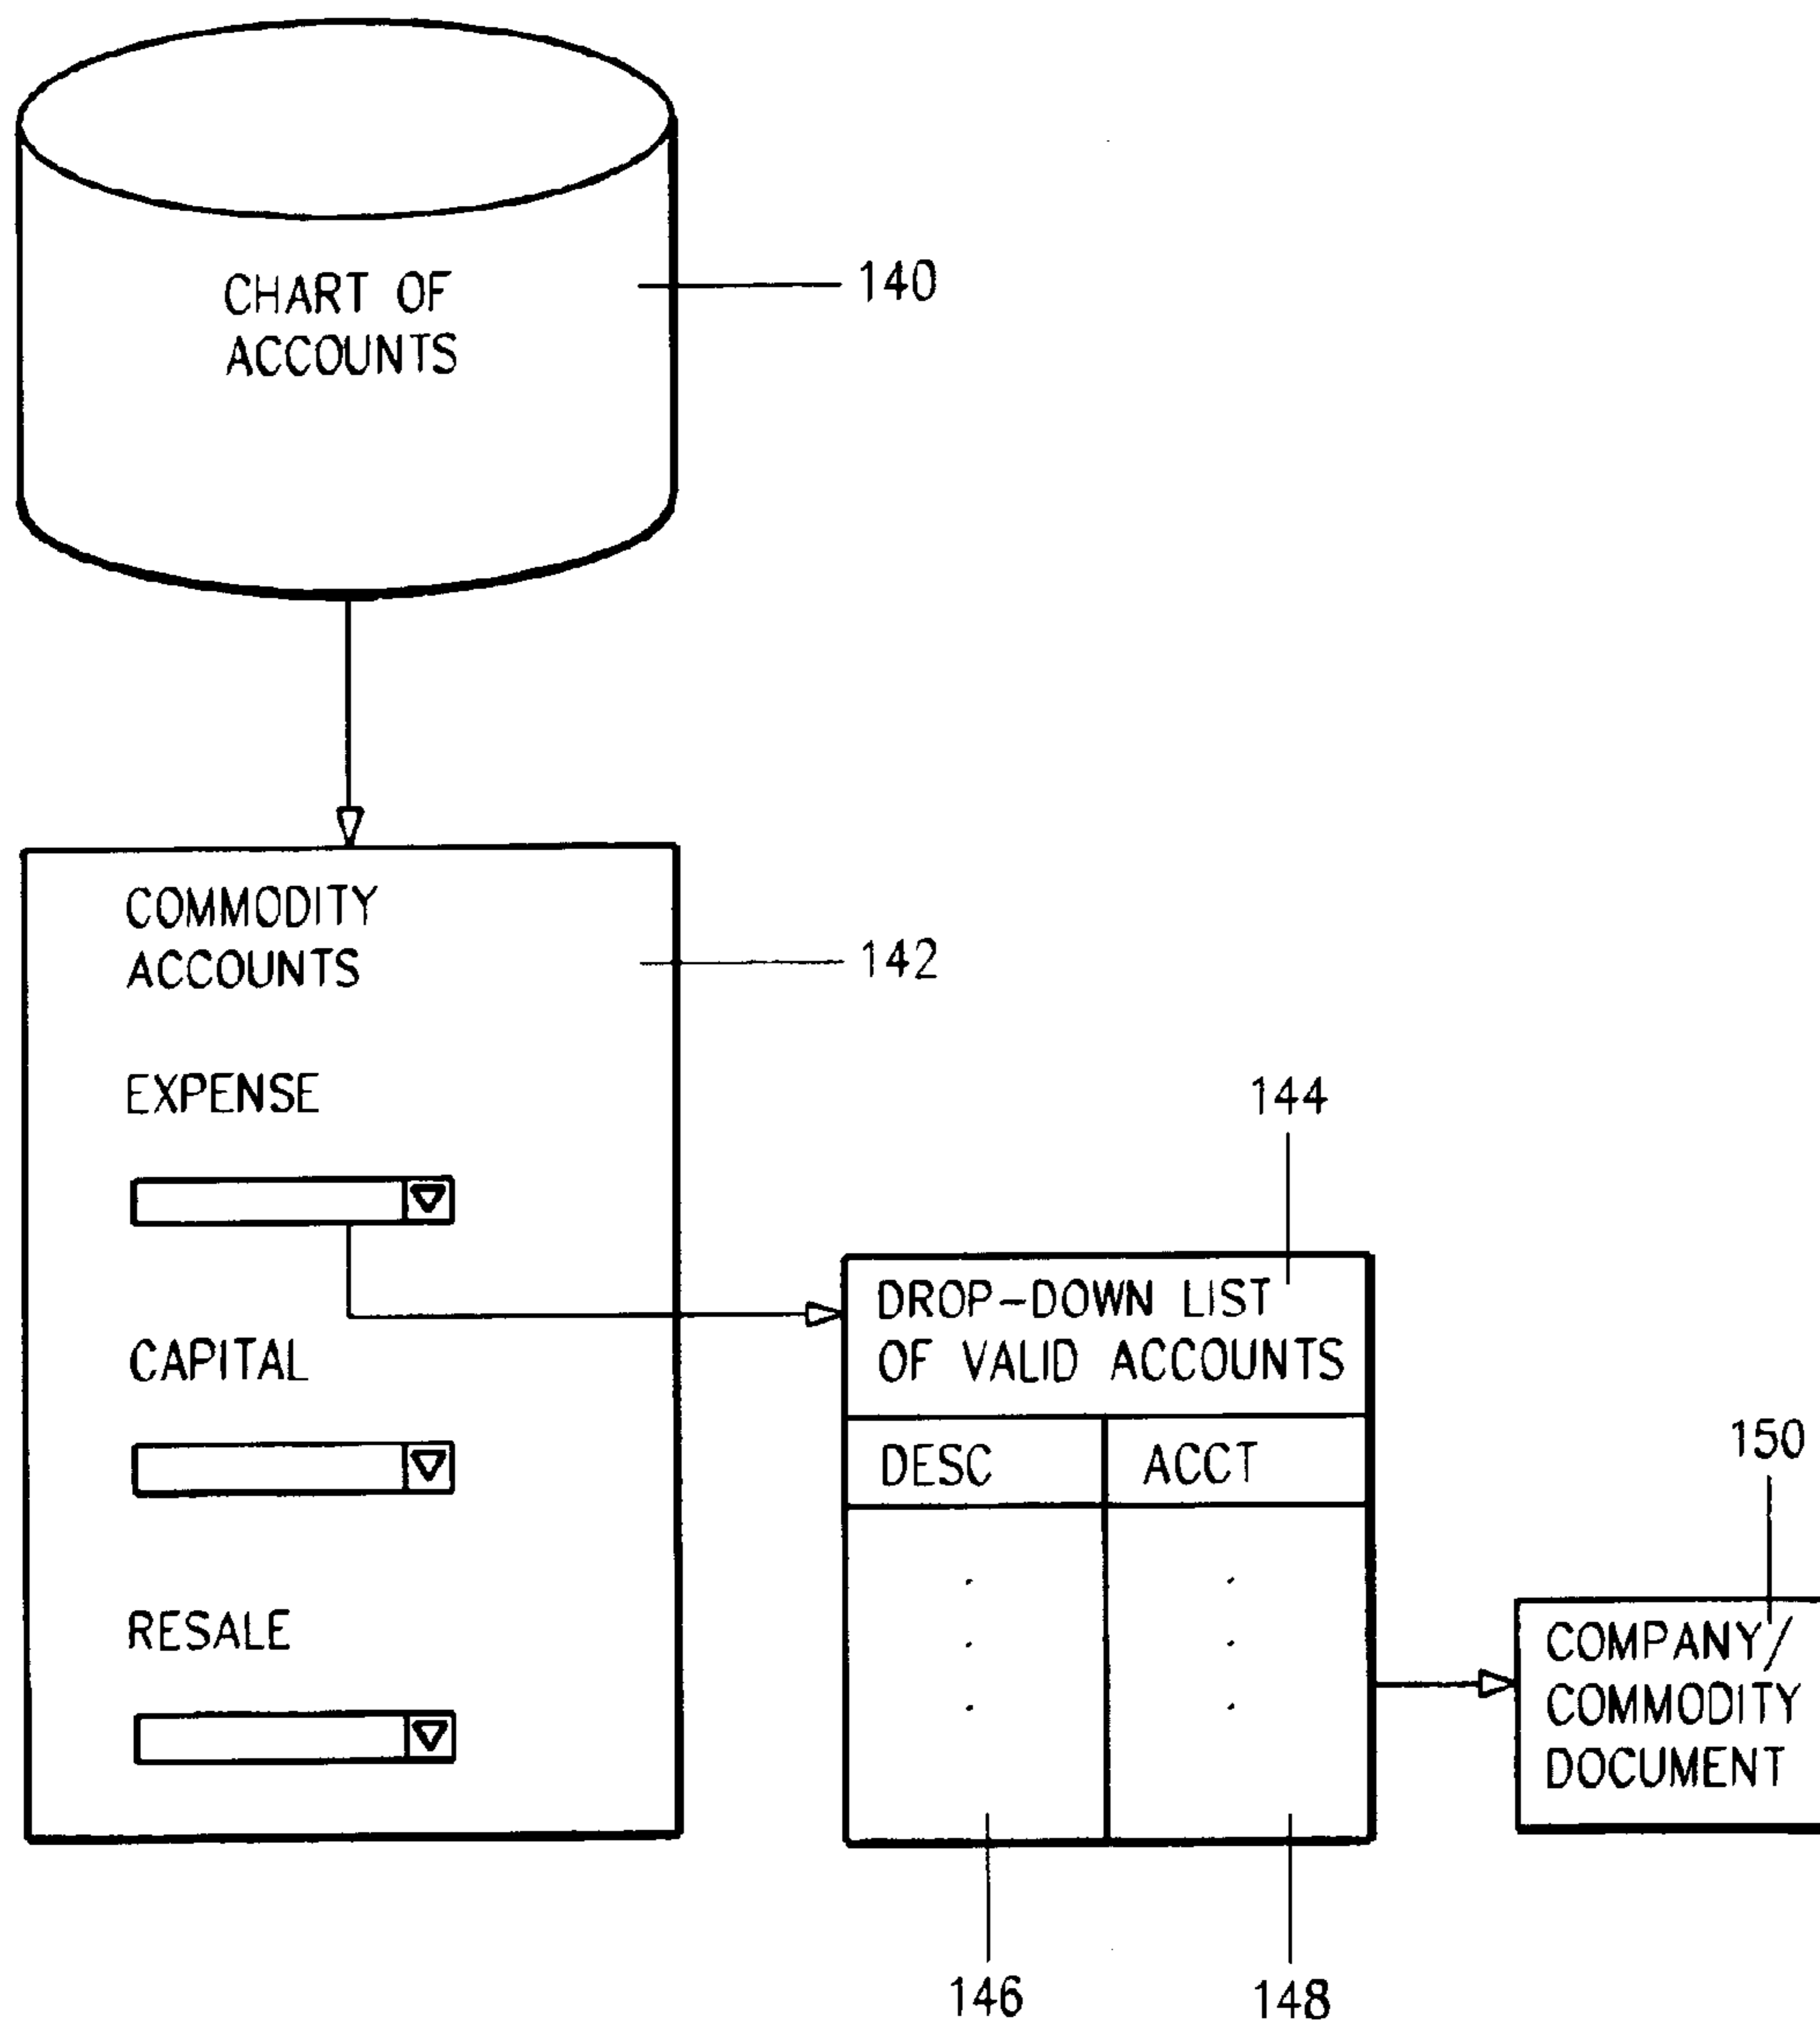 CHART OF
ACCOUNTS
140
COMMODITY
ACCOUNTS
142
EXPENSE
CAPITAL
RESALE
144
DROP-DOWN LIST
OF VALID ACCOUNTS
DESC ACCT
146
148
150
COMPANY/
COMMODITY
DOCUMENT